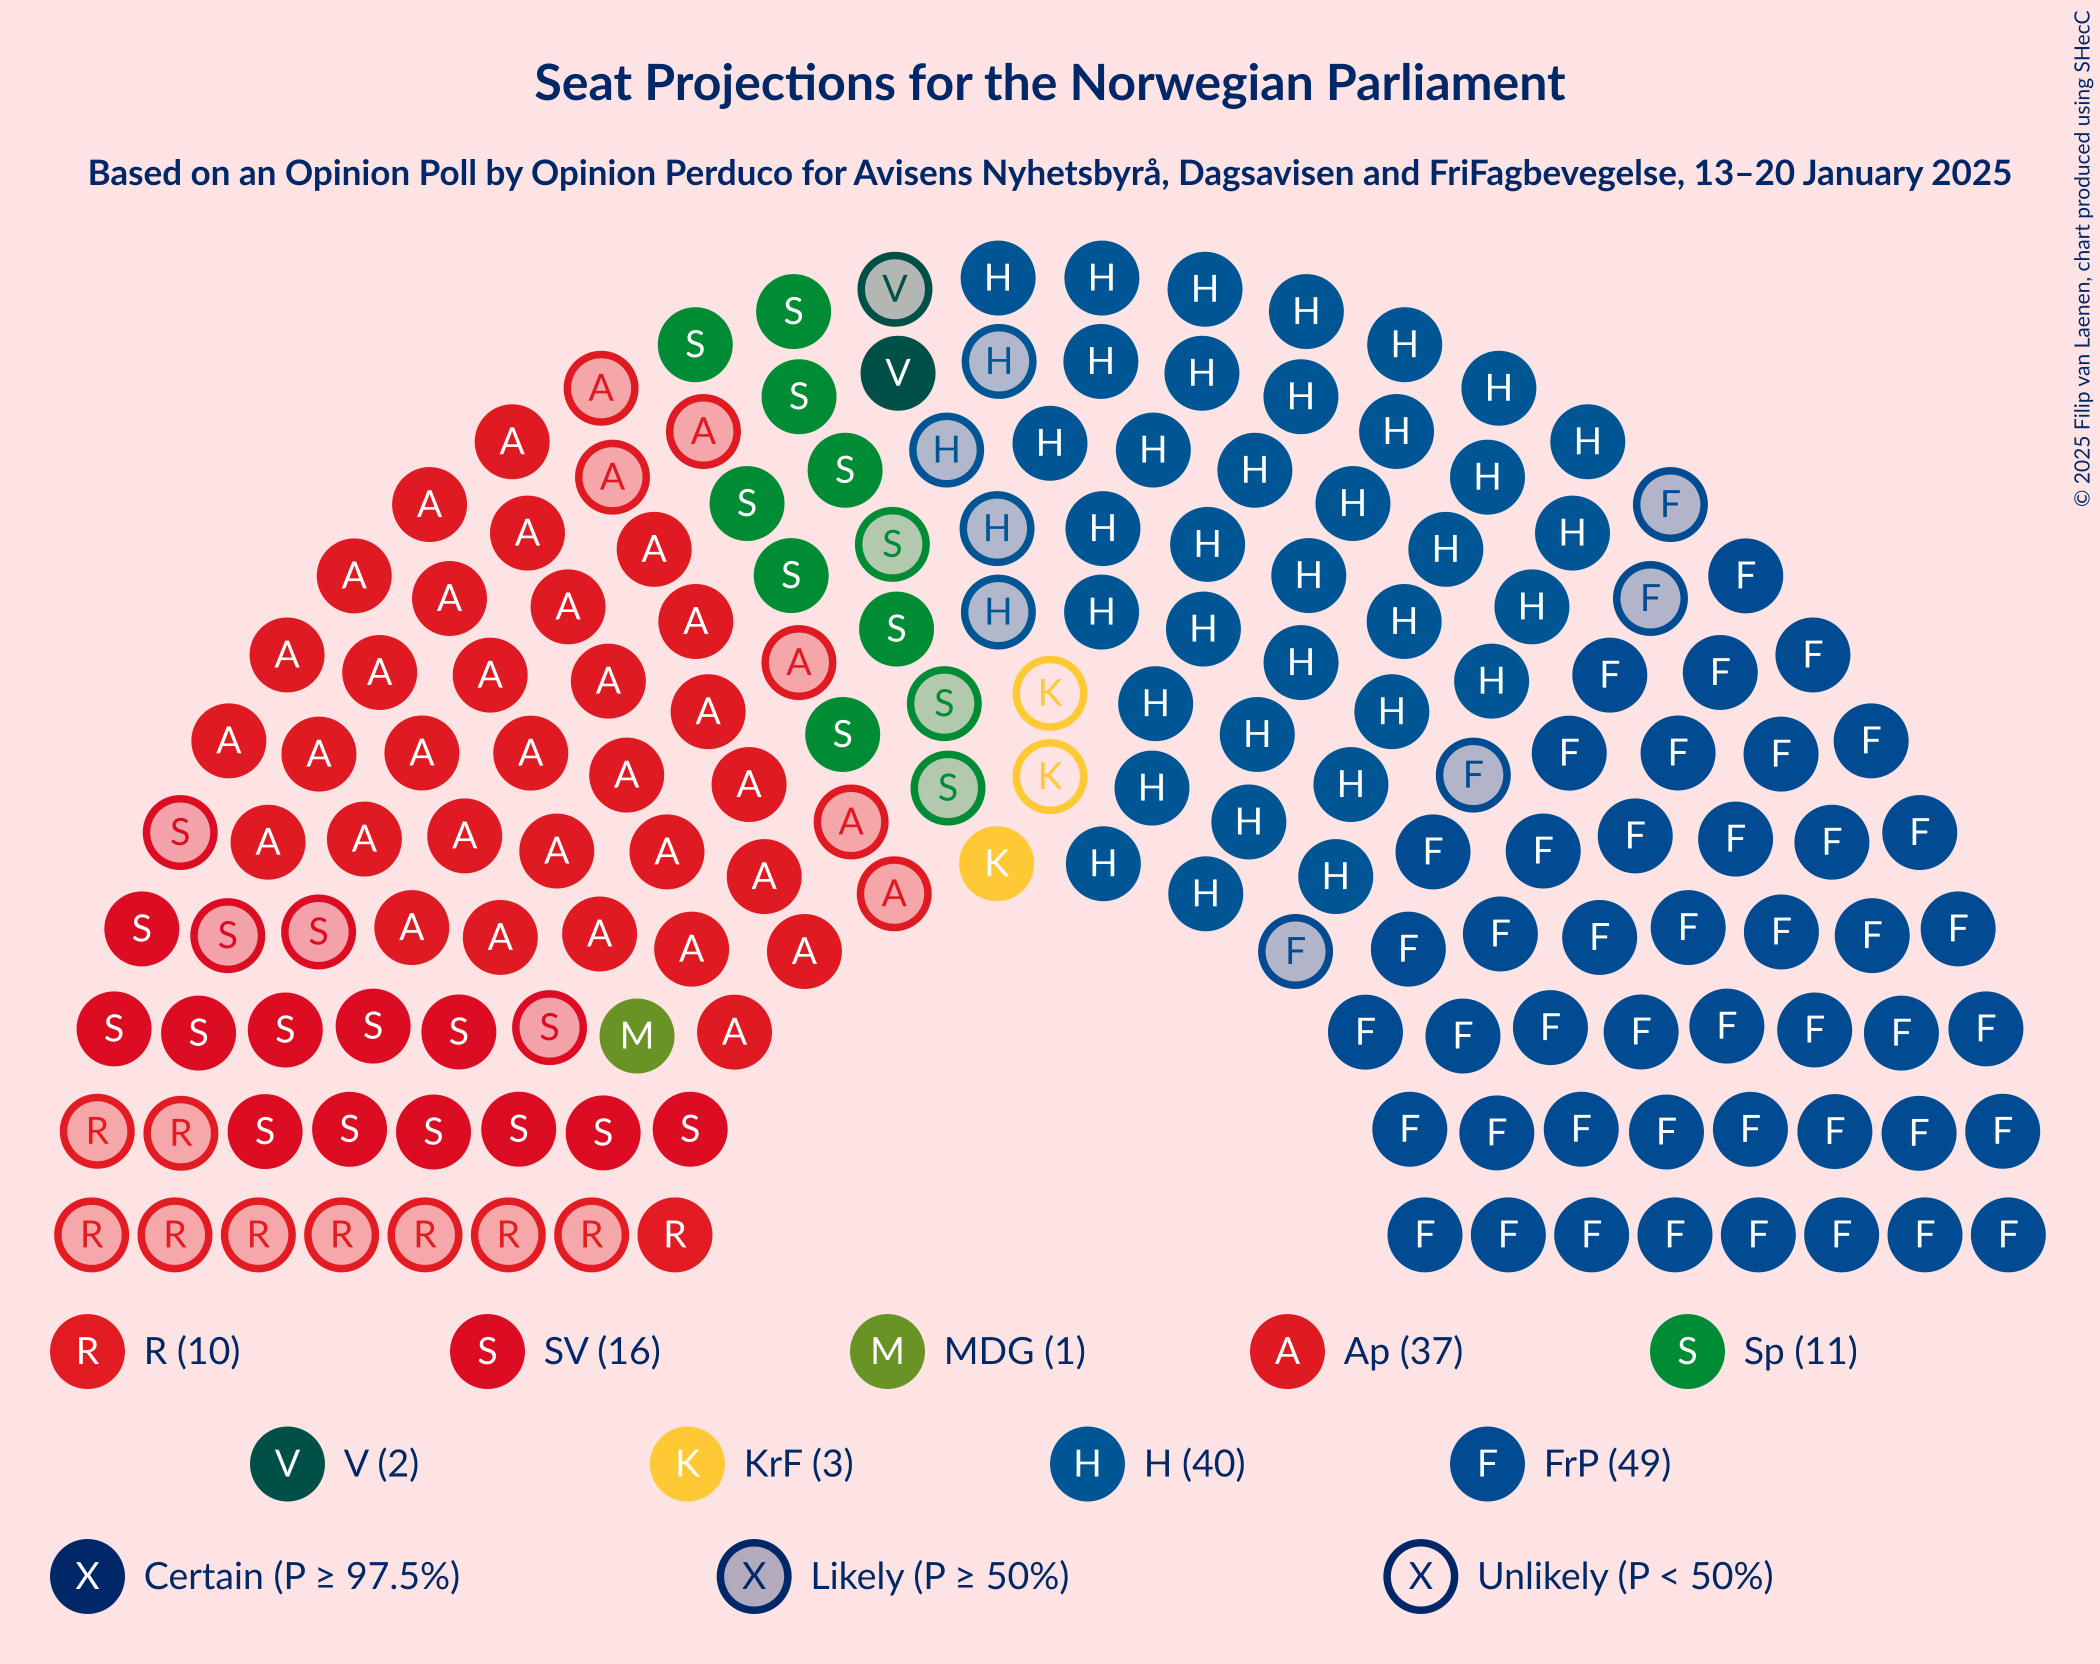 Seat Projections for the Norwegian Parliament
Based on an Opinion Poll by Opinion Perduco for Avisens Nyhetsbyrå, Dagsavisen and FriFagbevegelse, 13–20 January 2025
© 2025 Filip van Laenen, chart produced using SHecC
H H
V H
S H
S H
A V S H
H H H
A S H
A A H H
H H
A S H
A S H F
A A H H
S H
H H
A A H H
A S H F
A A H H
A A H F
H H
A A H H
S H
A A H F
A A H F
A A H F
S H
K
A A H F
S H
A A H F
A A H F
A A H F
K
S H
A H
A H
S A A F F
A A F F
A A F F
A A F F
K H
A H
A H
S A F F
S A F F
S A F F
A A F F
A F
S S S S S S M A F F F F F F F F
R R S S S S S S F F F F F F F F
R R R R R R R R F F F F F F F F
R R (10) S SV (16) M MDG (1) A Ap (37) S Sp (11)
V V (2) K KrF (3) H H (40) F FrP (49)
X Certain (P ≥ 97.5%) X Likely (P ≥ 50%) X Unlikely (P < 50%)